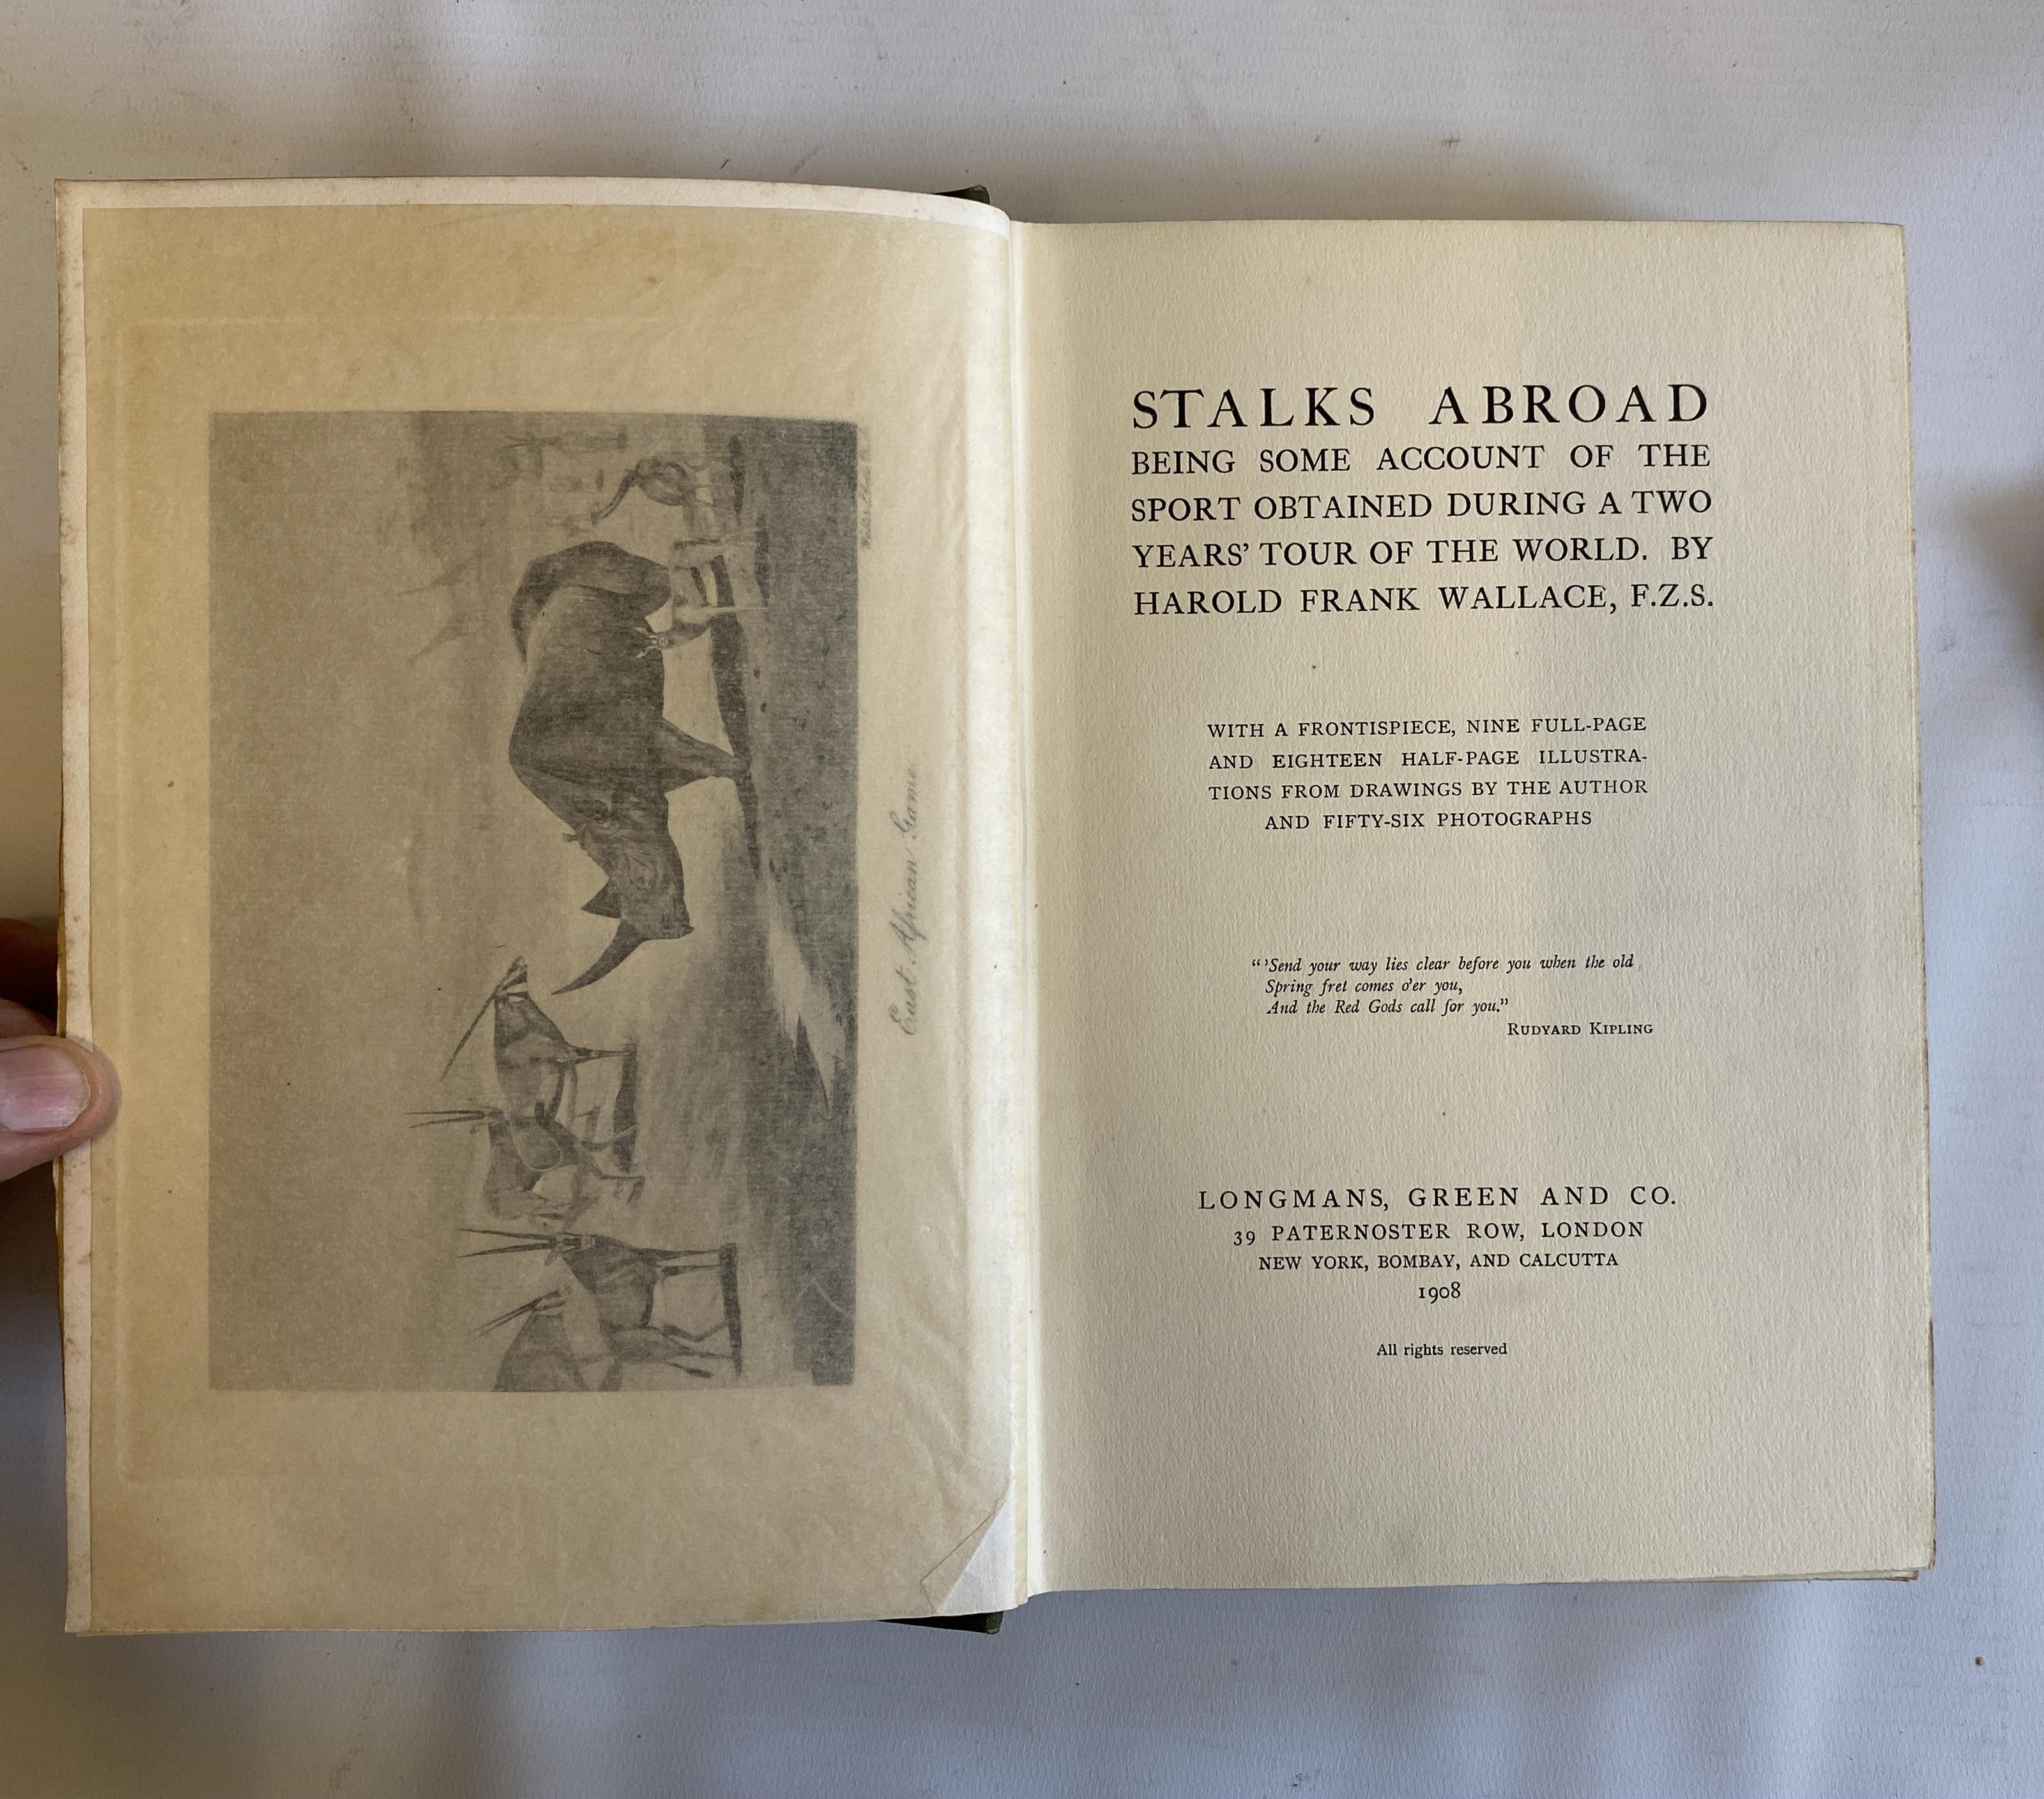 East African Game
STALKS ABROAD
BEING SOME ACCOUNT OF THE
SPORT OBTAINED DURING A TWO
YEARS' TOUR OF THE WORLD. BY
HAROLD FRANK WALLACE, F.Z.S.
WITH A FRONTISPIECE, NINE FULL-PAGE
AND EIGHTEEN HALF-PAGE ILLUSTRA-
TIONS FROM DRAWINGS BY THE AUTHOR
AND FIFTY-SIX PHOTOGRAPHS
“ 'Send your way lies clear before you when the old
Spring fret comes o'er you,
And the Red Gods call for you.”
RUDYARD KIPLING
LONGMANS, GREEN AND CO.
39 PATERNOSTER ROW, LONDON
NEW YORK, BOMBAY, AND CALCUTTA
1908
All rights reserved